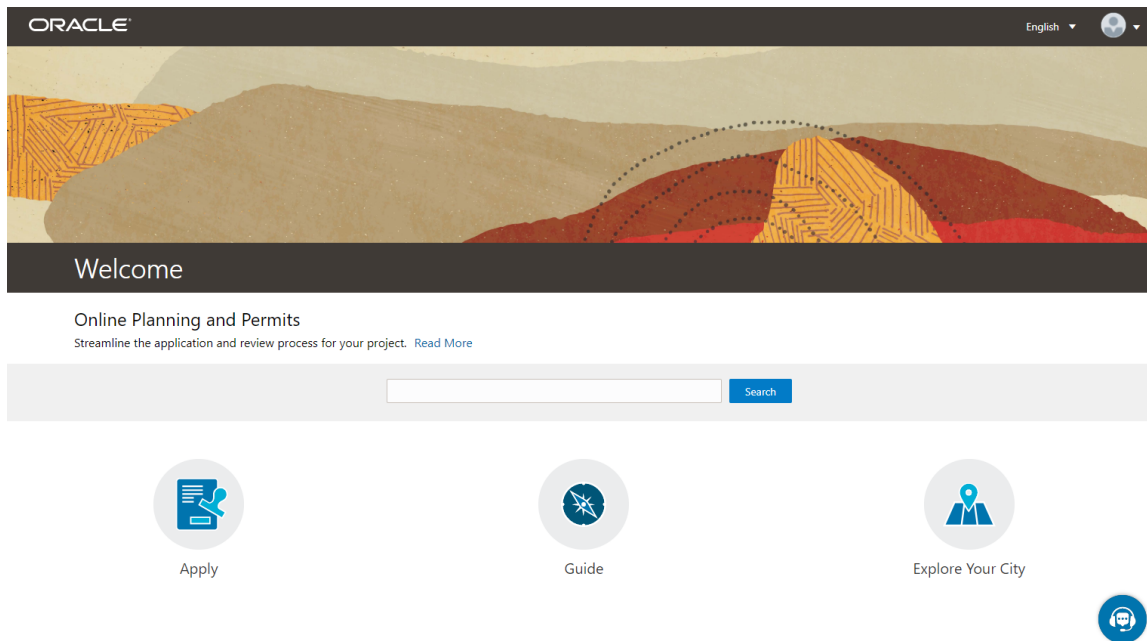 ORACLE
English
Welcome
Online Planning and Permits
Streamline the application and review process for your project. Read More
Search
Apply
Guide
Explore Your City